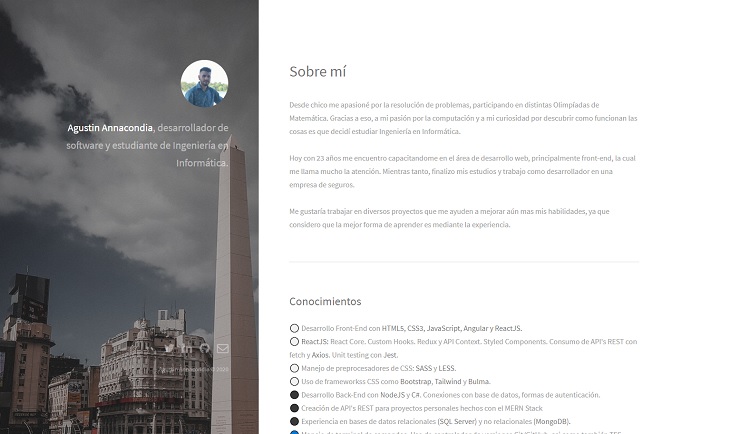 Agustin Annacondia, desarrollador de
software y estudiante de Ingeniería en
Informática.
Agustin Annacondia © 2020
Sobre mí
Desde chico me apasioné por la resolución de problemas, participando en distintas Olimpíadas de
Matemática. Gracias a eso, a mi pasión por la computación y a mi curiosidad por descubrir como funcionan las
cosas es que decidí estudiar Ingeniería en Informática.
Hoy con 23 años me encuentro capacitandome en el área de desarrollo web, principalmente front-end, la cual
me llama mucho la atención. Mientras tanto, finalizo mis estudios y trabajo como desarrollador en una
empresa de seguros.
Me gustaría trabajar en diversos proyectos que me ayuden a mejorar aún mas mis habilidades, ya que
considero que la mejor forma de aprender es mediante la experiencia.
Conocimientos
Desarrollo Front-End con HTML5, CSS3, JavaScript, Angular y ReactJS.
ReactJS: React Core. Custom Hooks. Redux y API Context. Styled Components. Consumo de API's REST con
fetch y Axios. Unit testing con Jest.
Manejo de preprocesadores de CSS: SASS y LESS.
Uso de frameworkss CSS como Bootstrap, Tailwind y Bulma.
Desarrollo Back-End con NodeJS y C#. Conexiones con base de datos, formas de autenticación.
Creación de API's REST para proyectos personales hechos con el MERN Stack
Experiencia en bases de datos relacionales (SQL Server) y no relacionales (MongoDB).